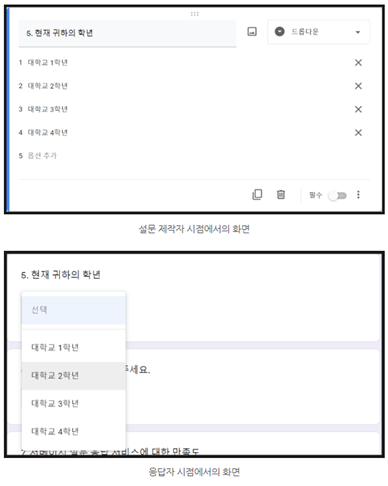 5. 현재 귀하의 학년
드롭다운
1 대학교 1학년
2 대학교 2학년
3 대학교 3학년
4 대학교 4학년
5 옵션 추가
필수
설문 제작자 시점에서의 화면
5. 현재 귀하의 학년
선택
대학교 1학년
주세요.
대학교 2학년
대학교 3학년
대학교 4학년
서비스에 대한 만족도
응답자 시점에서의 화면